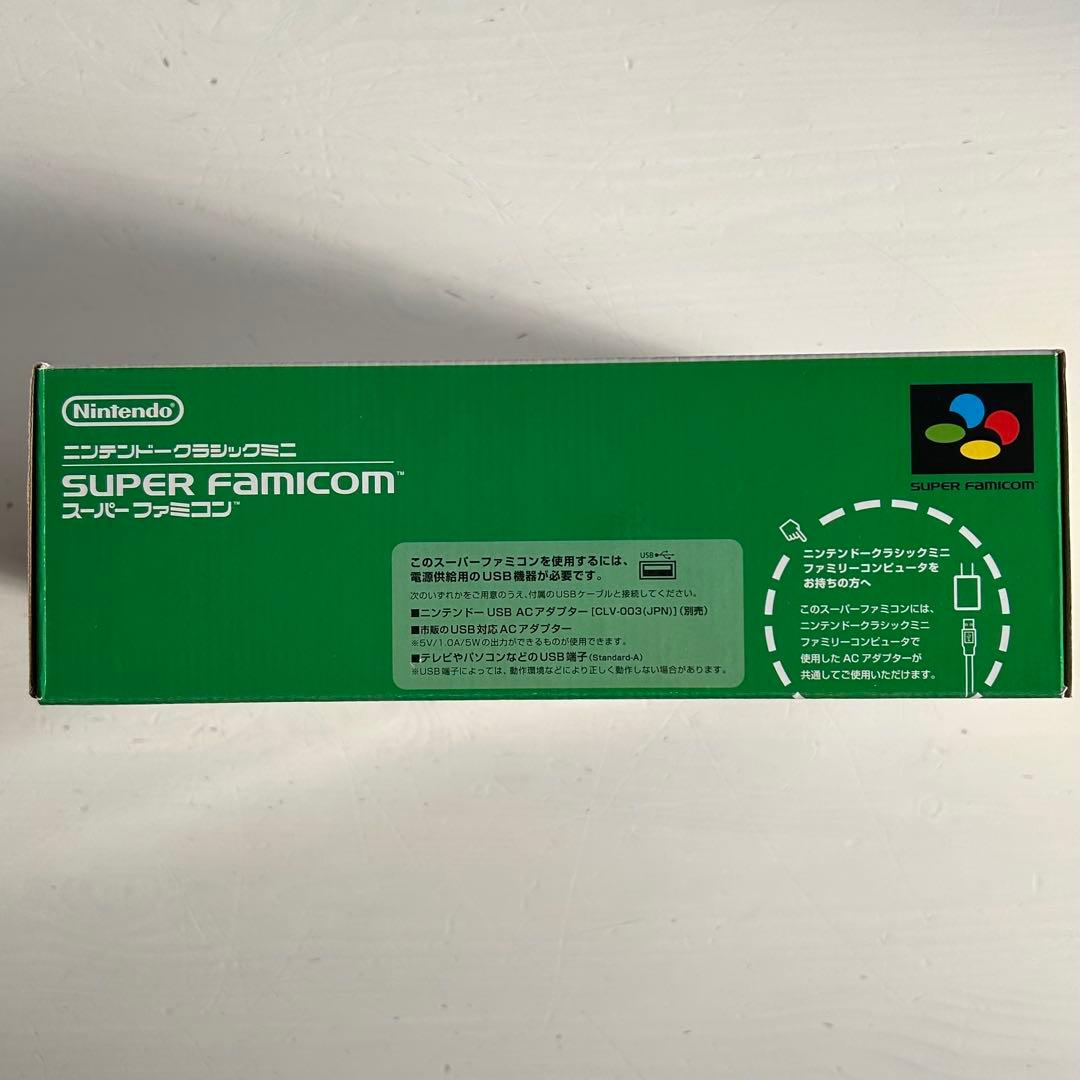 Nintendo®
ニンテンドークラシックミニ
SUPER FAMICOM™
スーパーファミコン™
SUPER FAMICOM™
このスーパーファミコンを使用するには、
電源供給用のUSB機器が必要です。
USB
次のいずれかをご用意のうえ、付属のUSBケーブルと接続してください。
■ニンテンドーUSB ACアダプター[CLV-003(JPN)](別売)
■市販のUSB対応ACアダプター
※5V/1.0A/5Wの出力ができるものが使用できます。
■テレビやパソコンなどのUSB端子(Standard-A)
※USB端子によっては、動作環境などにより正しく動作しない場合があります。
ニンテンドークラシックミニ
ファミリーコンピュータを
お持ちの方へ
このスーパーファミコンには、
ニンテンドークラシックミニ
ファミリーコンピュータで
使用したACアダプターが
共通してご使用いただけます。